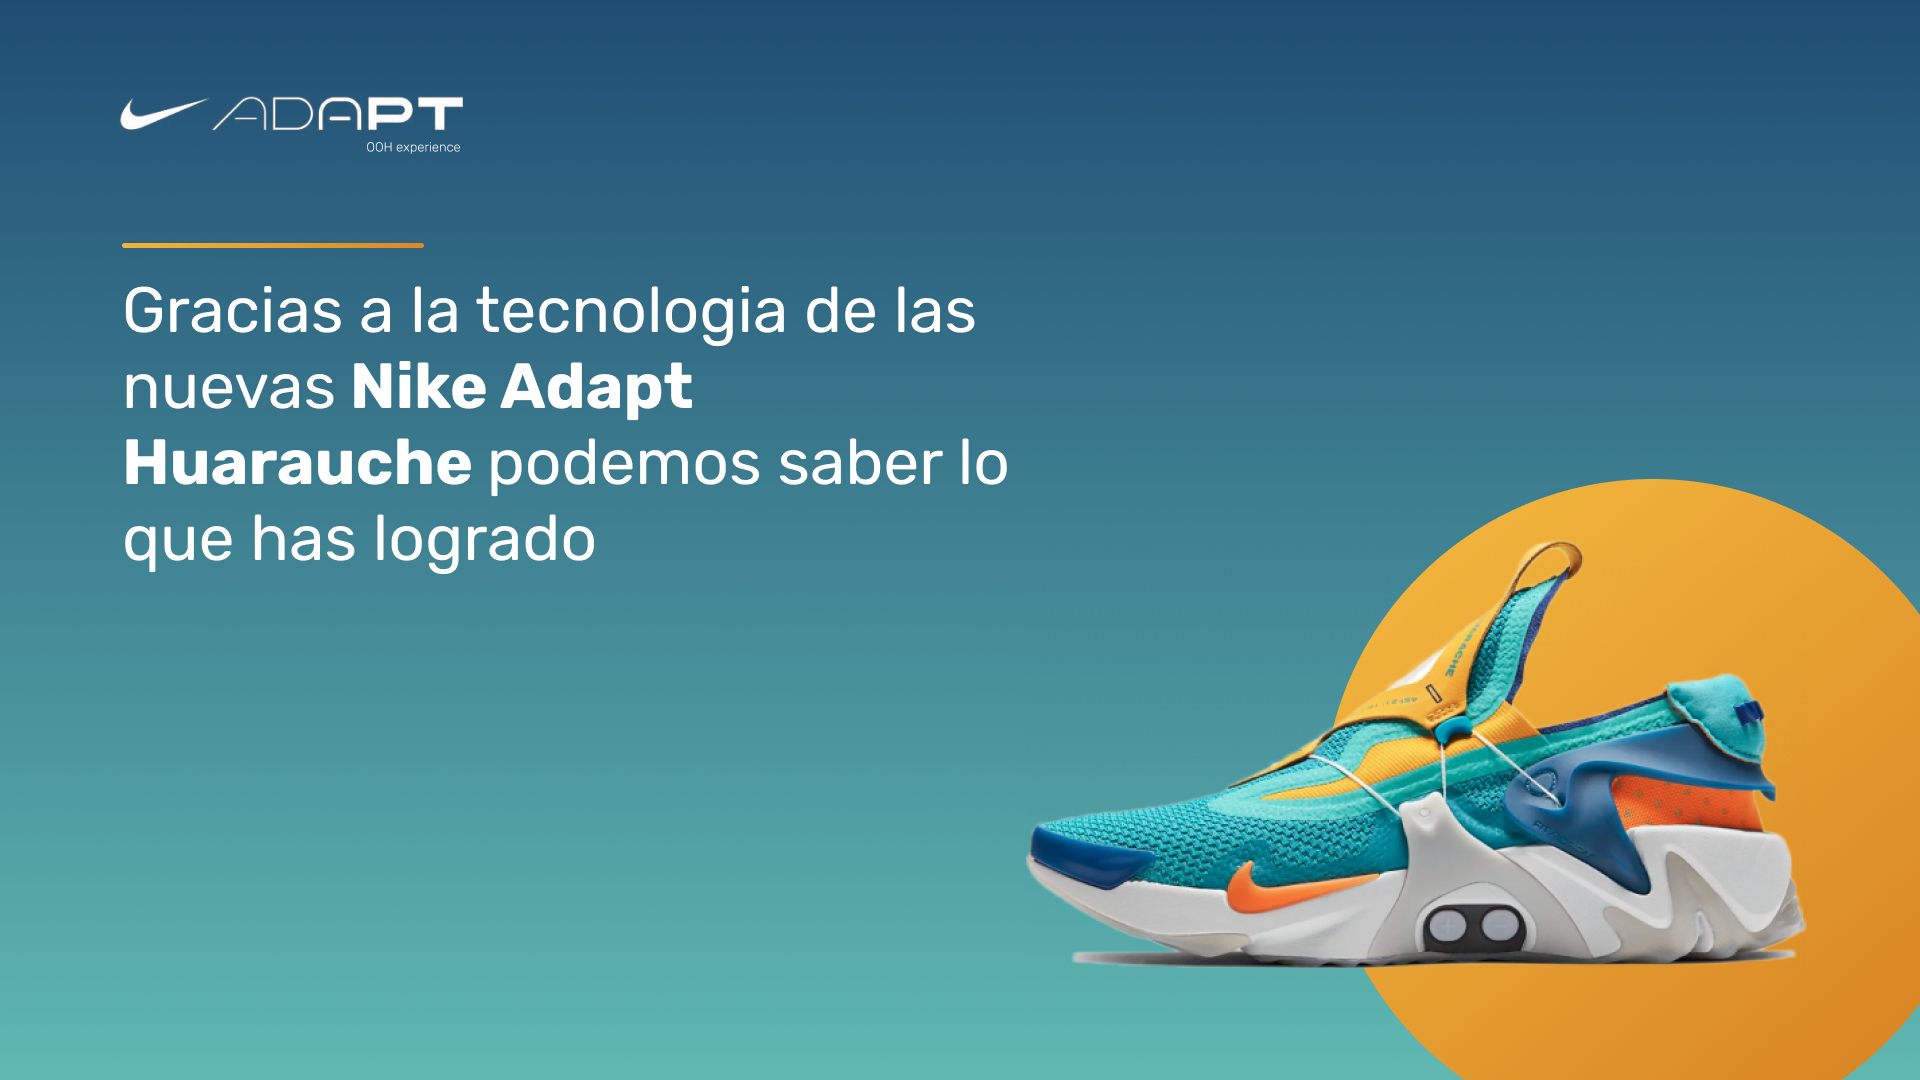 ADAPT
OOH experience
Gracias a la tecnologia de las
nuevas Nike Adapt
Huarauche podemos saber lo
que has logrado